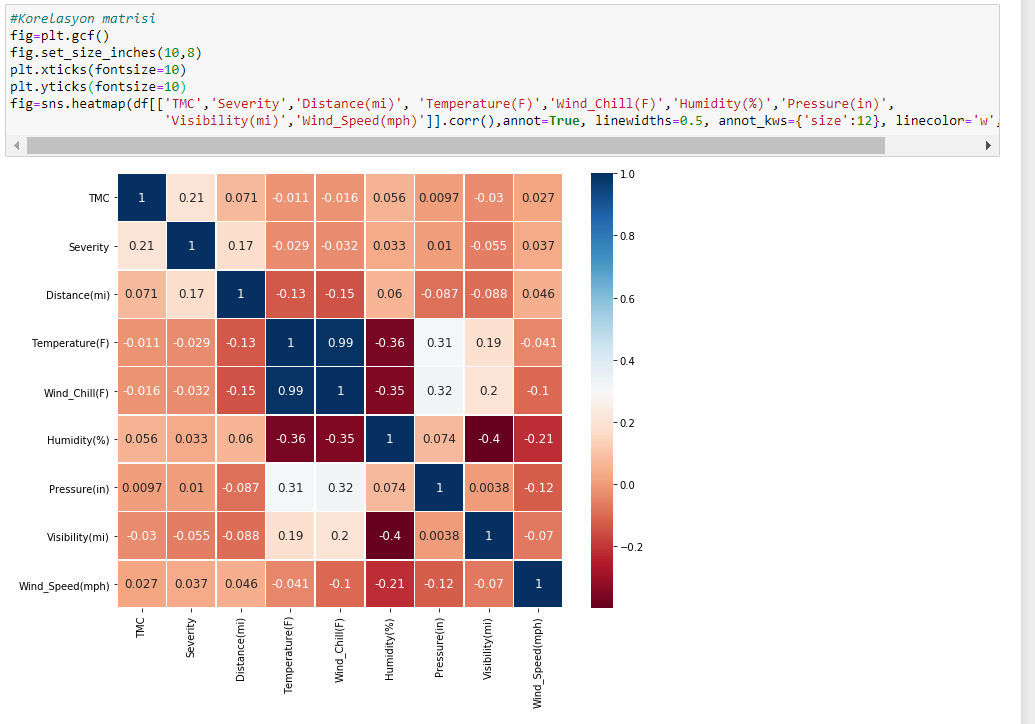 #Korelasyon matrisi
fig=plt.gcf()
fig.set_size_inches(10,8)
plt.xticks(fontsize=10)
plt.yticks(fontsize=10)
fig=sns.heatmap(df[['TMC','Severity','Distance(mi)', 'Temperature(F)','Wind_Chill(F)','Humidity(%)','Pressure(in)',
'Visibility(mi)','Wind_Speed(mph)']].corr(),annot=True, linewidths=0.5, annot_kws={'size':12}, linecolor='w',
TMC 1 0.21 0.071 -0.011 -0.016 0.056 0.0097 -0.03 0.027
Severity 0.21 1 0.17 -0.029 -0.032 0.033 0.01 -0.055 0.037
Distance(mi) 0.071 0.17 1 -0.13 -0.15 0.06 -0.087 -0.088 0.046
Temperature(F) -0.011 -0.029 -0.13 1 0.99 -0.36 0.31 0.19 -0.041
Wind_Chill(F) -0.016 -0.032 -0.15 0.99 1 -0.35 0.32 0.2 -0.1
Humidity(%) 0.056 0.033 0.06 -0.36 -0.35 1 0.074 -0.4 -0.21
Pressure(in) 0.0097 0.01 -0.087 0.31 0.32 0.074 1 0.0038 -0.12
Visibility(mi) -0.03 -0.055 -0.088 0.19 0.2 -0.4 0.0038 1 -0.07
Wind_Speed(mph) 0.027 0.037 0.046 -0.041 -0.1 -0.21 -0.12 -0.07 1
TMC
Severity
Distance(mi)
Temperature(F)
Wind_Chill(F)
Humidity(%)
Pressure(in)
Visibility(mi)
Wind_Speed(mph)
1.0
0.8
0.6
0.4
0.2
0.0
−0.2